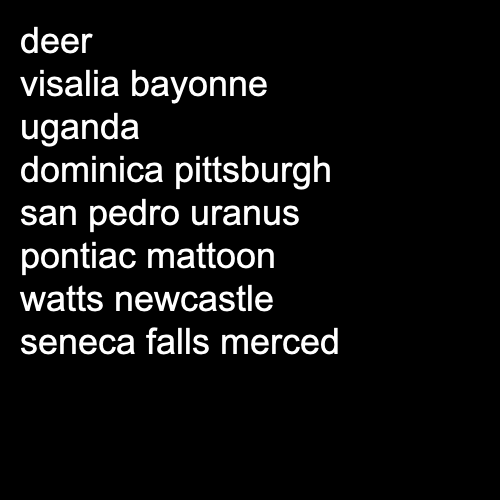 deer
visalia bayonne
uganda
dominica pittsburgh
san pedro uranus
pontiac mattoon
watts newcastle
seneca falls merced